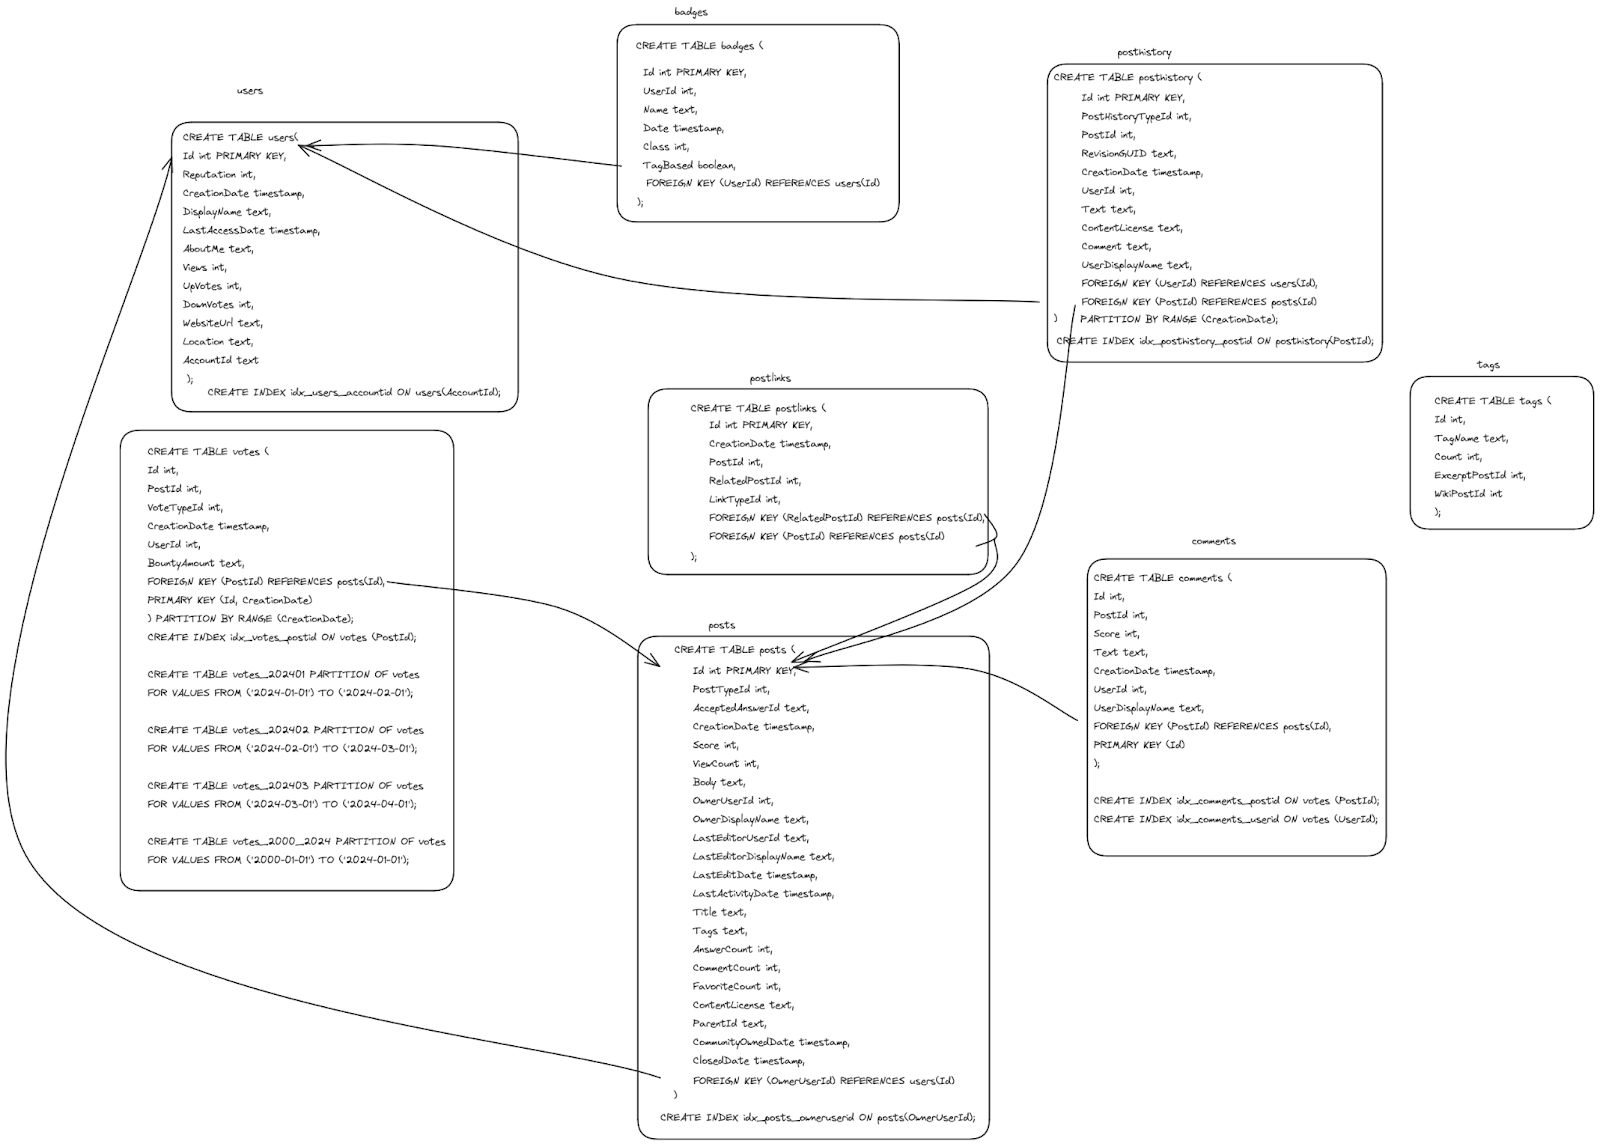 badges
CREATE TABLE badges (
Id int PRIMARY KEY,
UserId int,
Name text,
Date timestamp,
Class int,
TagBased boolean,
FOREIGN KEY (UserId) REFERENCES users(Id)
);
posthistory
CREATE TABLE posthistory (
Id int PRIMARY KEY,
PostHistoryTypeId int,
PostId int,
RevisionGUID text,
CreationDate timestamp,
UserId int,
Text text,
ContentLicense text,
Comment text,
UserDisplayName text,
FOREIGN KEY (UserId) REFERENCES users(Id),
FOREIGN KEY (PostId) REFERENCES posts(Id)
) PARTITION BY RANGE (CreationDate);
CREATE INDEX idx_posthistory_postid ON posthistory(PostId);
users
CREATE TABLE users(
Id int PRIMARY KEY,
Reputation int,
CreationDate timestamp,
DisplayName text,
LastAccessDate timestamp,
AboutMe text,
Views int,
UpVotes int,
DownVotes int,
WebsiteUrl text,
Location text,
AccountId text
);
CREATE INDEX idx_users_accountid ON users(AccountId);
postlinks
CREATE TABLE postlinks (
Id int PRIMARY KEY,
CreationDate timestamp,
PostId int,
RelatedPostId int,
LinkTypeId int,
FOREIGN KEY (RelatedPostId) REFERENCES posts(Id),
FOREIGN KEY (PostId) REFERENCES posts(Id)
);
tags
CREATE TABLE tags (
Id int,
TagName text,
Count int,
ExcerptPostId int,
WikiPostId int
);
CREATE TABLE votes (
Id int,
PostId int,
VoteTypeId int,
CreationDate timestamp,
UserId int,
BountyAmount text,
FOREIGN KEY (PostId) REFERENCES posts(Id),
PRIMARY KEY (Id, CreationDate)
) PARTITION BY RANGE (CreationDate);
CREATE INDEX idx_votes_postid ON votes (PostId);
CREATE TABLE votes_202401 PARTITION OF votes
FOR VALUES FROM ('2024-01-01') TO ('2024-02-01');
CREATE TABLE votes_202402 PARTITION OF votes
FOR VALUES FROM ('2024-02-01') TO ('2024-03-01');
CREATE TABLE votes_202403 PARTITION OF votes
FOR VALUES FROM ('2024-03-01') TO ('2024-04-01');
CREATE TABLE votes_2000_2024 PARTITION OF votes
FOR VALUES FROM ('2000-01-01') TO ('2024-01-01');
comments
CREATE TABLE comments (
Id int,
PostId int,
Score int,
Text text,
CreationDate timestamp,
UserId int,
UserDisplayName text,
FOREIGN KEY (PostId) REFERENCES posts(Id),
PRIMARY KEY (Id)
);
CREATE INDEX idx_comments_postid ON votes (PostId);
CREATE INDEX idx_comments_userid ON votes (UserId);
posts
CREATE TABLE posts (
Id int PRIMARY KEY,
PostTypeId int,
AcceptedAnswerId text,
CreationDate timestamp,
Score int,
ViewCount int,
Body text,
OwnerUserId int,
OwnerDisplayName text,
LastEditorUserId text,
LastEditorDisplayName text,
LastEditDate timestamp,
LastActivityDate timestamp,
Title text,
Tags text,
AnswerCount int,
CommentCount int,
FavoriteCount int,
ContentLicense text,
ParentId text,
CommunityOwnedDate timestamp,
ClosedDate timestamp,
FOREIGN KEY (OwnerUserId) REFERENCES users(Id)
)
CREATE INDEX idx_posts_owneruserid ON posts(OwnerUserId);